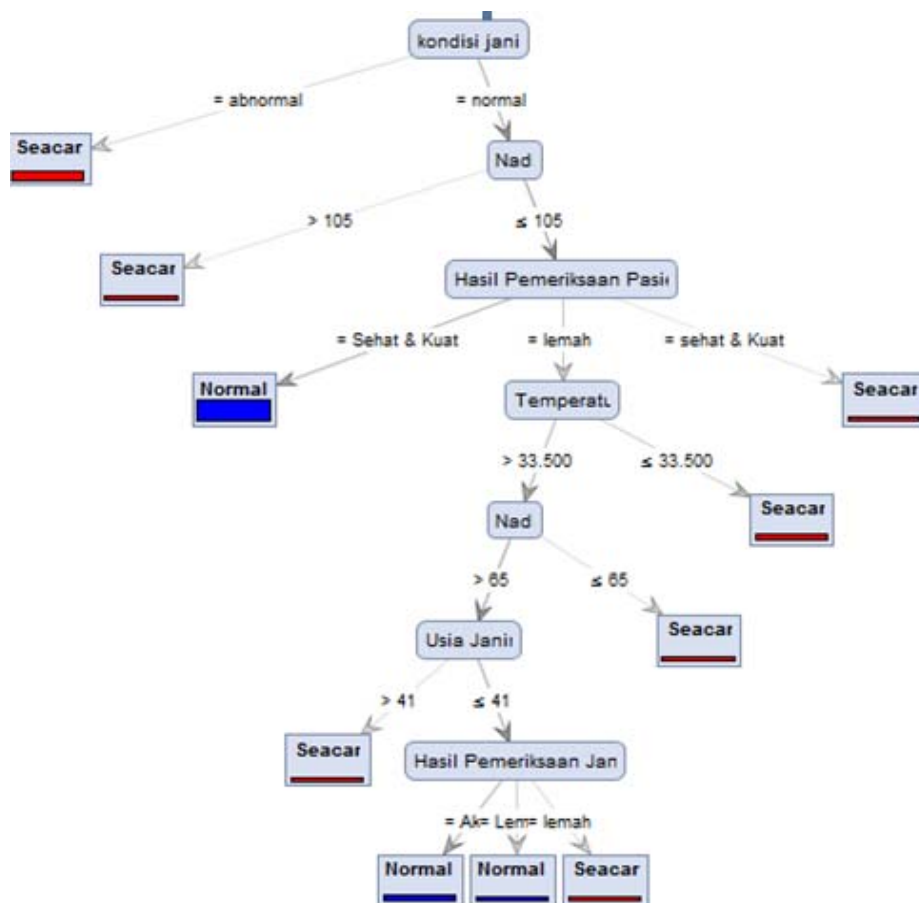 kondisi jani
= abnormal
= normal
Seacar
Nad
> 105
≤ 105
Seacar
Hasil Pemeriksaan Pasie
= Sehat & Kuat
= lemah
= sehat & Kuat
Normal
Temperatu
Seacar
> 33.500
≤ 33.500
Nad
Seacar
> 65
≤ 65
Usia Janin
Seacar
> 41
≤ 41
Seacar
Hasil Pemeriksaan Jan
= Ak
= Lem
= lemah
Normal
Normal
Seacar